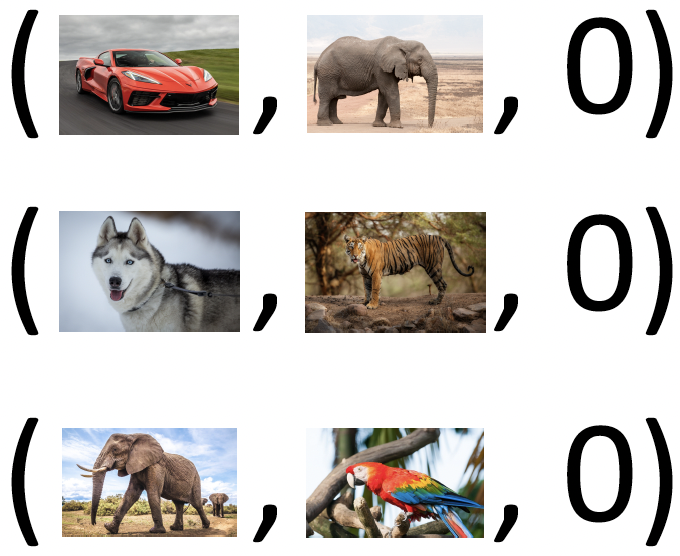 ( , , 0)
( , , 0)
( , , 0)